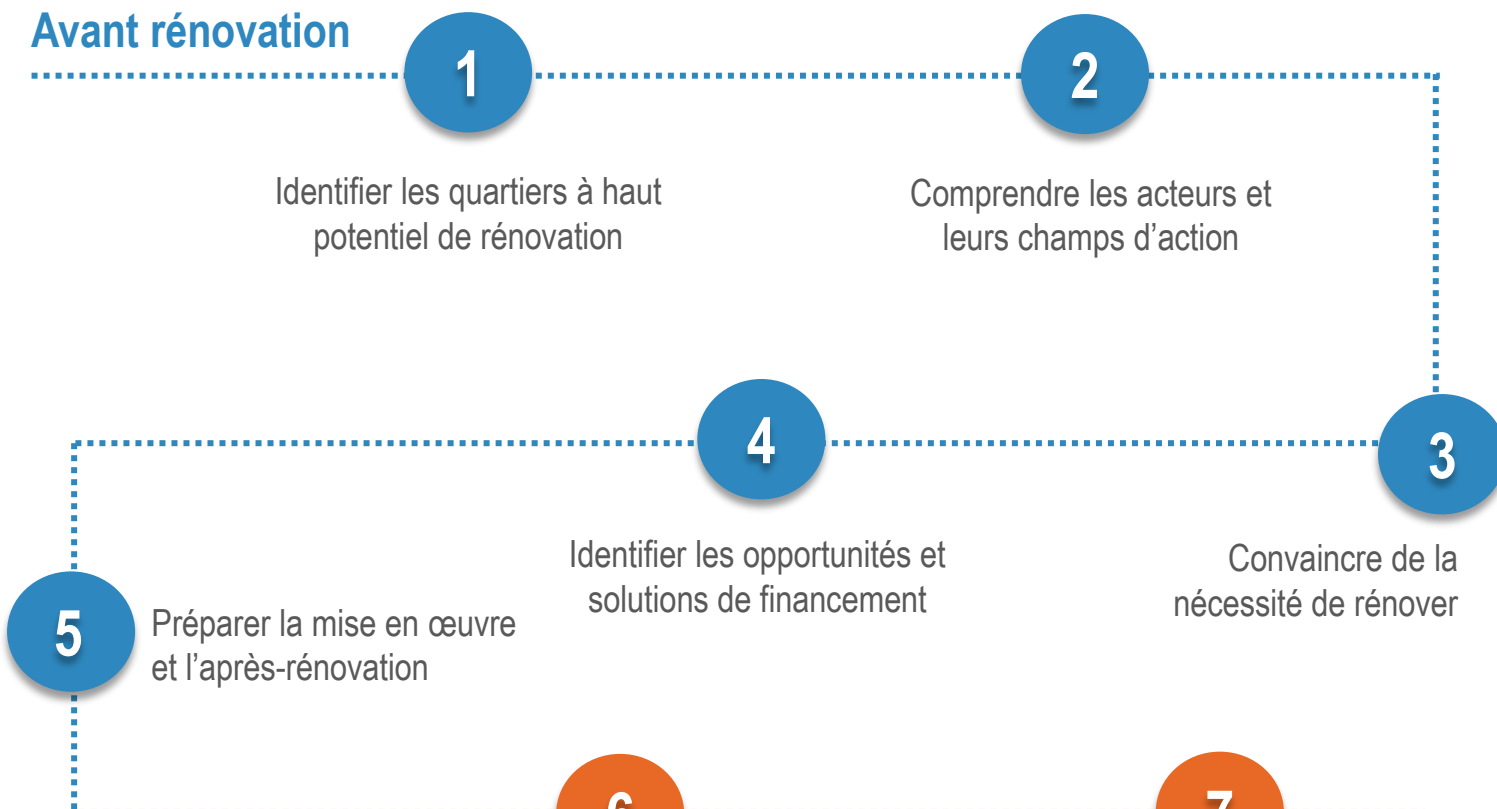 Avant rénovation
1
2
Identifier les quartiers à haut
potentiel de rénovation
Comprendre les acteurs et
leurs champs d’action
3
Convaincre de la
nécessité de rénover
4
Identifier les opportunités et
solutions de financement
5
Préparer la mise en œuvre
et l’après-rénovation
6
7